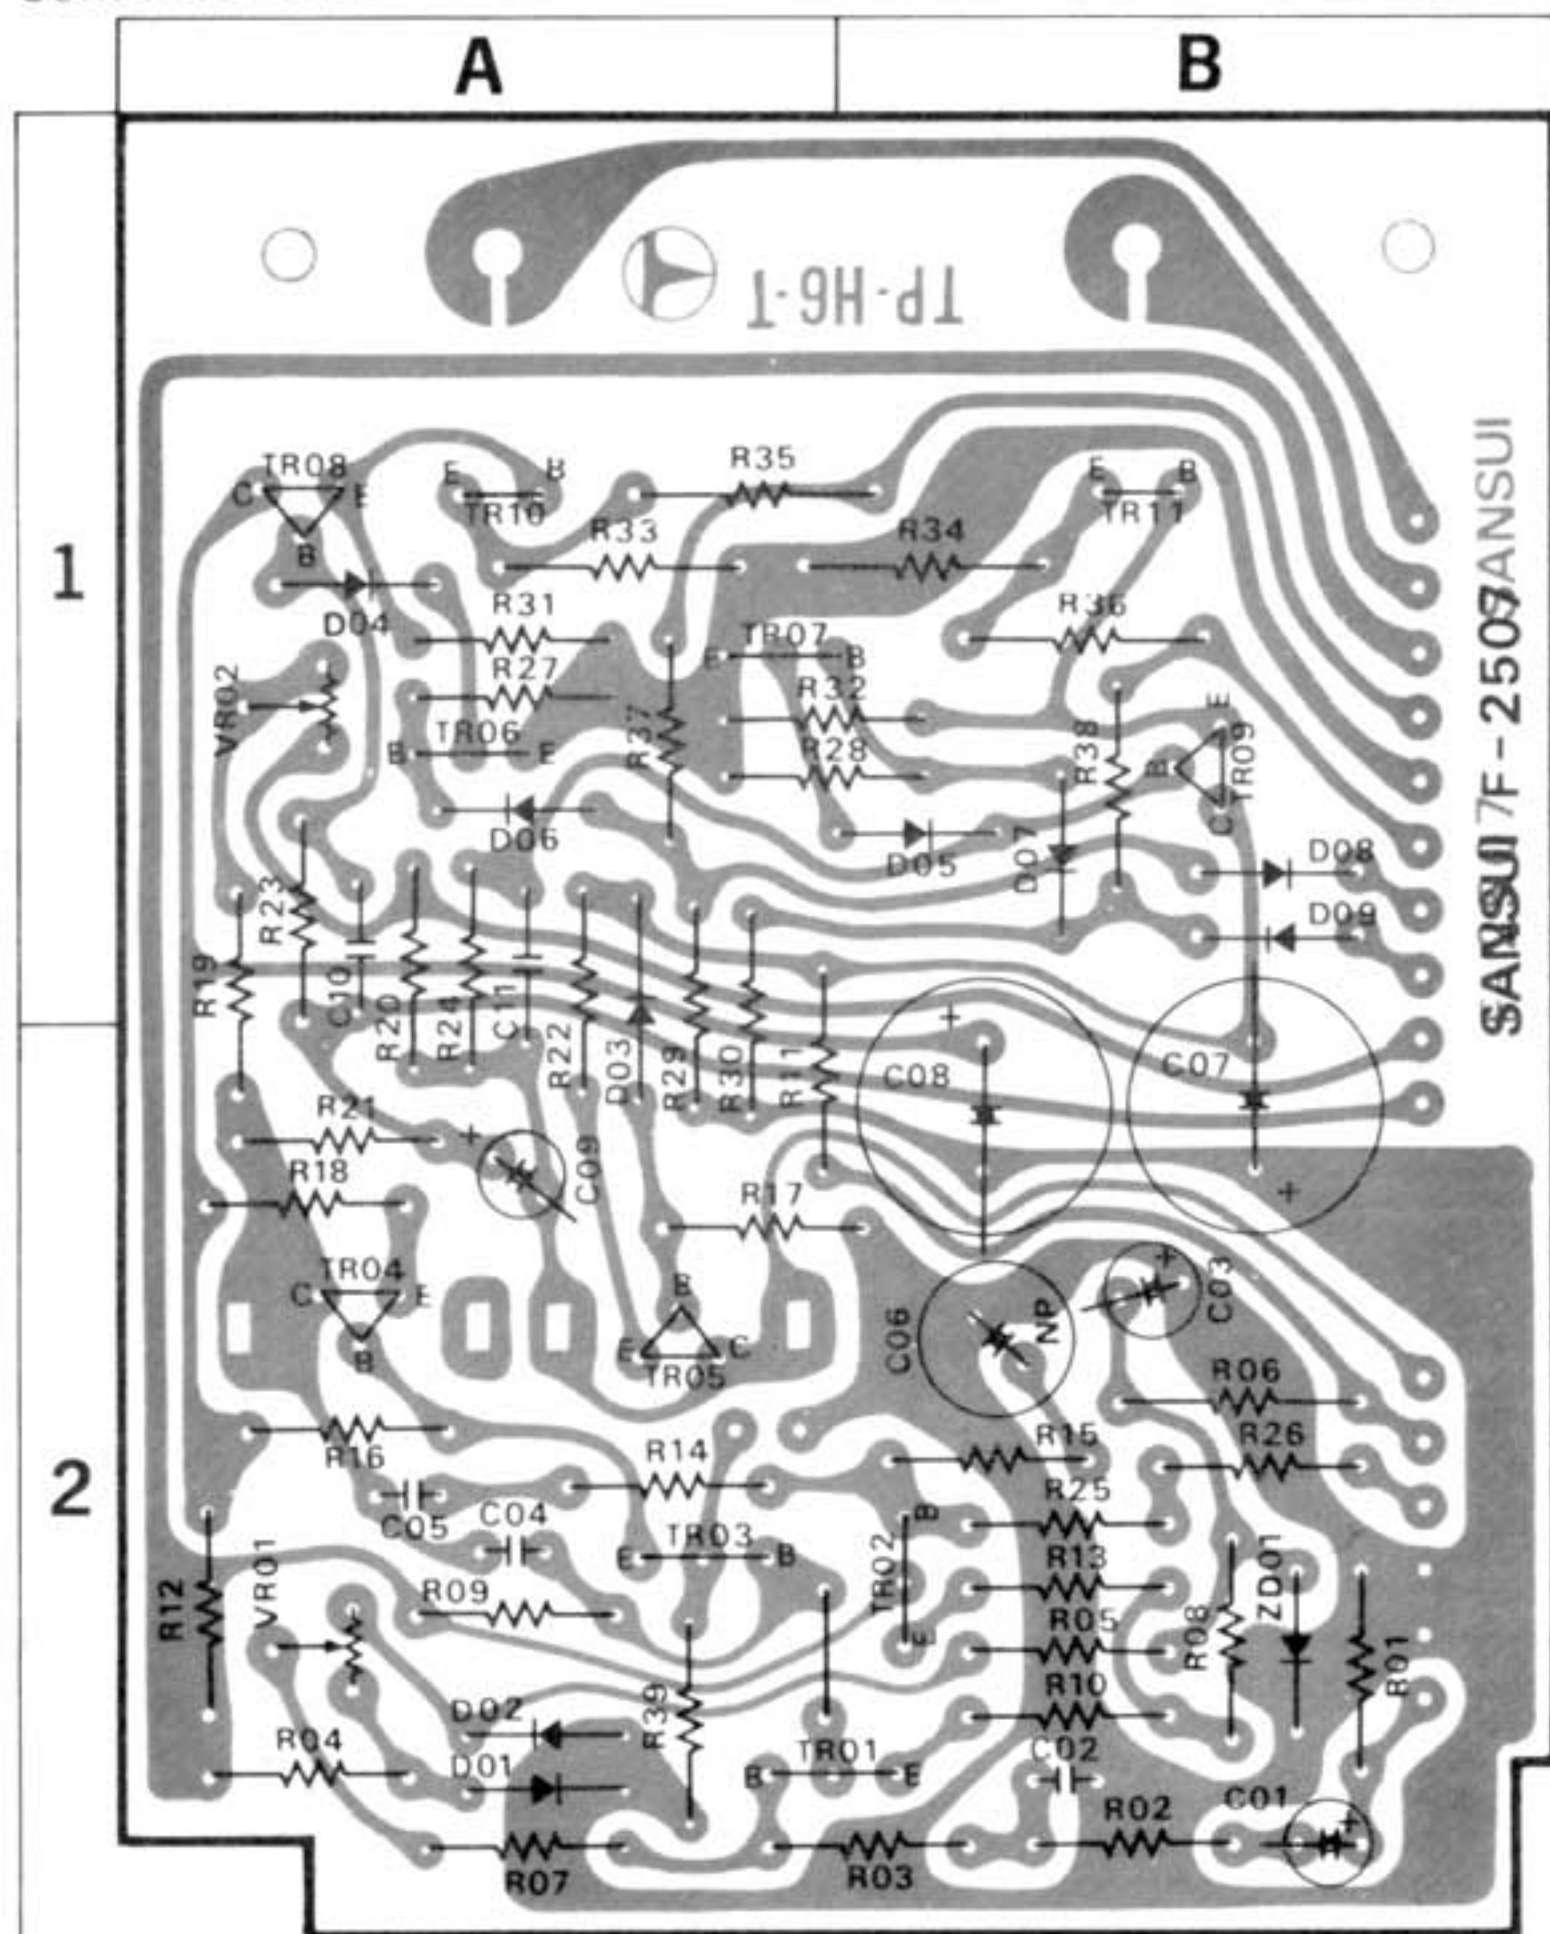 A
B
TP-H6-T
TR08
C
E
B
E
B
TR10
R35
E
B
TR11
R33
R34
1
D04
R31
R36
TR07
E
B
R27
VR02
R32
E
R37
TR06
B
E
R28
R38
B
TR09
C
D06
D05
D07
D08
R23
D09
SANSUI
F-2507
SANSUI
R19
C10
R20
R24
C11
R22
D03
R29
R30
R11
+
C08
C07
R21
+
C09
R18
R17
+
TR04
C
E
B
B
E
C
TR05
C06
NP
+
C03
R06
R16
R14
R15
R26
2
C05
C04
R25
TR03
E
B
B
TR02
E
R13
ZD01
R12
VR01
R09
R05
R08
R01
R10
D02
R39
R04
D01
TR01
B
E
C02
R02
C01
+
R07
R03